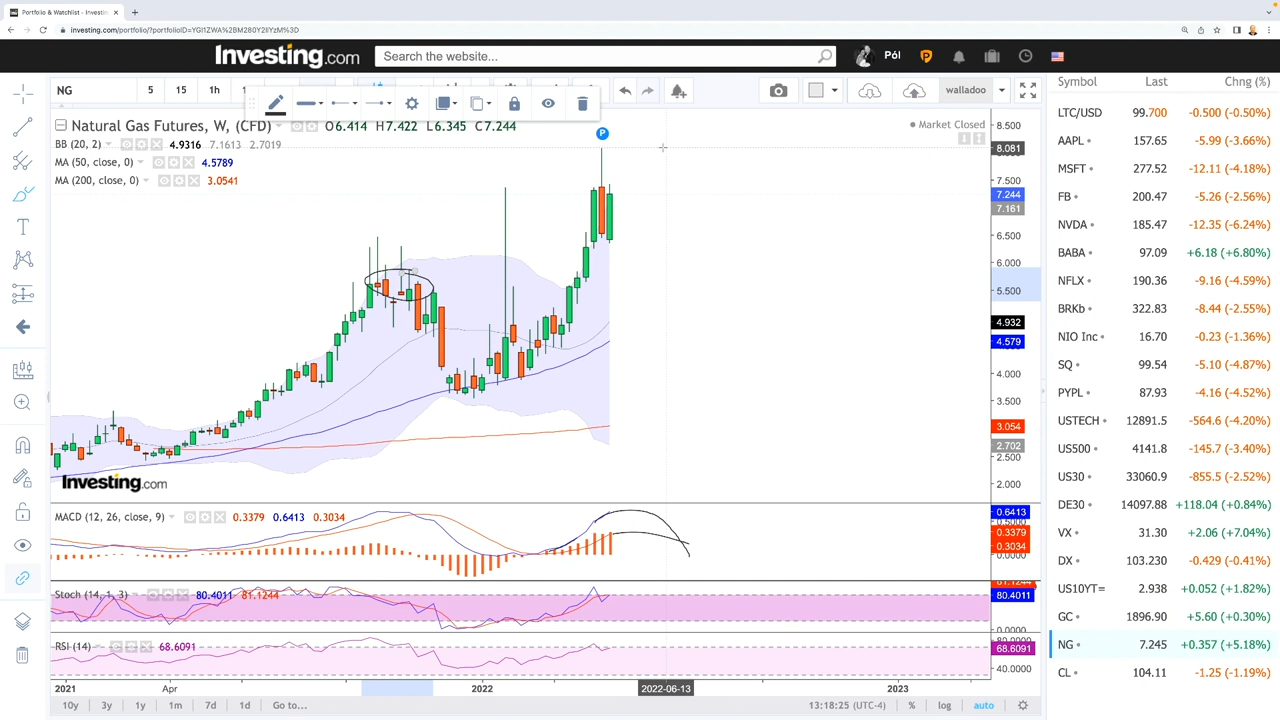 Portfolio & Watchlist - Investin
investing.com/portfolio/?portfolioID=YGI1ZWA%2BM280Y2liYzM%3D
Investing.com
Search the website...
Pól
NG
5
15
1h
walladoo
Symbol Last Chng (%)
Natural Gas Futures, W, (CFD) O6.414 H7.422 L6.345 C7.244
Market Closed
BB (20, 2) 4.9316 7.1613 2.7019
MA (50, close, 0) 4.5789
MA (200, close, 0) 3.0541
P
8.500
8.081
7.500
7.244
7.161
6.500
6.000
5.500
4.932
4.579
4.000
3.500
3.054
2.702
2.500
2.000
Investing.com
MACD (12, 26, close, 9) 0.3379 0.6413 0.3034
0.6413
0.5000
0.3379
0.3034
0.0000
Stoch (14, 1, 3) 80.4011 81.1244
81.1244
80.4011
0.0000
RSI (14) 68.6091
80.0000
68.6091
40.0000
2021 Apr 2022 2022-06-13 2023
10y 3y 1y 1m 7d 1d Go to... 13:18:25 (UTC-4) % log auto
LTC/USD 99.700 -0.500 (-0.50%)
AAPL 157.65 -5.99 (-3.66%)
MSFT 277.52 -12.11 (-4.18%)
FB 200.47 -5.26 (-2.56%)
NVDA 185.47 -12.35 (-6.24%)
BABA 97.09 +6.18 (+6.80%)
NFLX 190.36 -9.16 (-4.59%)
BRKb 322.83 -8.44 (-2.55%)
NIO Inc 16.70 -0.23 (-1.36%)
SQ 99.54 -5.10 (-4.87%)
PYPL 87.93 -4.16 (-4.52%)
USTECH 12891.5 -564.6 (-4.20%)
US500 4141.8 -145.7 (-3.40%)
US30 33060.9 -855.5 (-2.52%)
DE30 14097.88 +118.04 (+0.84%)
VX 31.30 +2.06 (+7.04%)
DX 103.230 -0.429 (-0.41%)
US10YT= 2.938 +0.052 (+1.82%)
GC 1896.90 +5.60 (+0.30%)
NG 7.245 +0.357 (+5.18%)
CL 104.11 -1.25 (-1.19%)